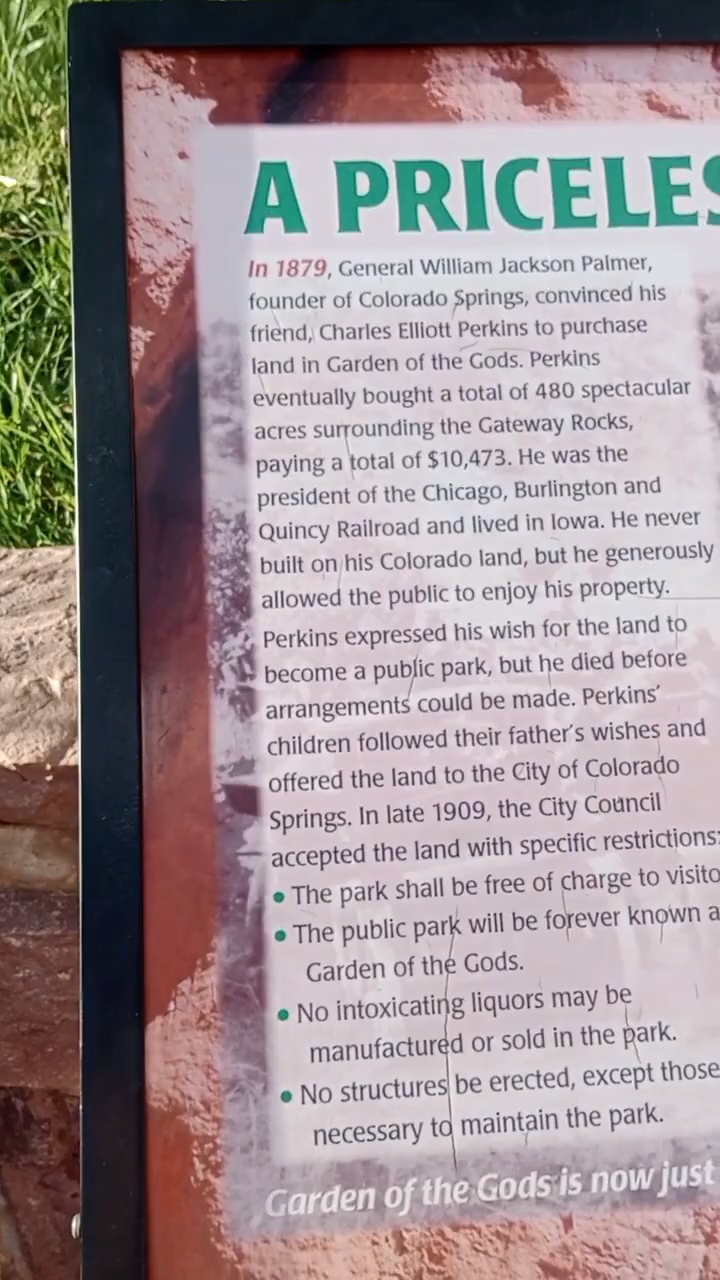 A PRICELES
In 1879, General William Jackson Palmer,
founder of Colorado Springs, convinced his
friend, Charles Elliott Perkins to purchase
land in Garden of the Gods. Perkins
eventually bought a total of 480 spectacular
acres surrounding the Gateway Rocks,
paying a total of $10,473. He was the
president of the Chicago, Burlington and
Quincy Railroad and lived in Iowa. He never
built on his Colorado land, but he generously
allowed the public to enjoy his property.
Perkins expressed his wish for the land to
become a public park, but he died before
arrangements could be made. Perkins'
children followed their father's wishes and
offered the land to the City of Colorado
Springs. In late 1909, the City Council
accepted the land with specific restrictions:
• The park shall be free of charge to visito
• The public park will be forever known a
Garden of the Gods.
• No intoxicating liquors may be
manufactured or sold in the park.
• No structures be erected, except those
necessary to maintain the park.
Garden of the Gods is now just